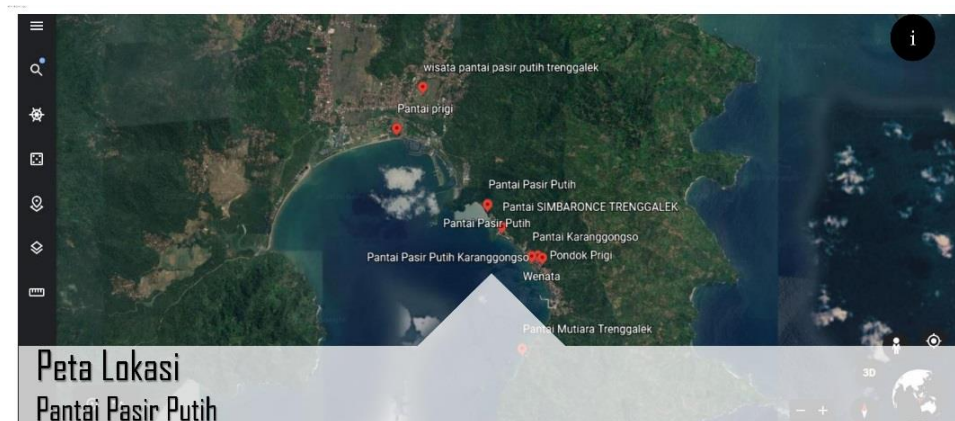 i
wisata pantai pasir putih trenggalek
Pantai prigi
Pantai Pasir Putih
Pantai SIMBARONCE TRENGGALEK
Pantai Pasir Putih
Pantai Karanggongso
Pantai Pasir Putih Karanggongso
Pondok Prigi
Wenata
Pantai Mutiara Trenggalek
3D
Peta Lokasi
Pantai Pasir Putih